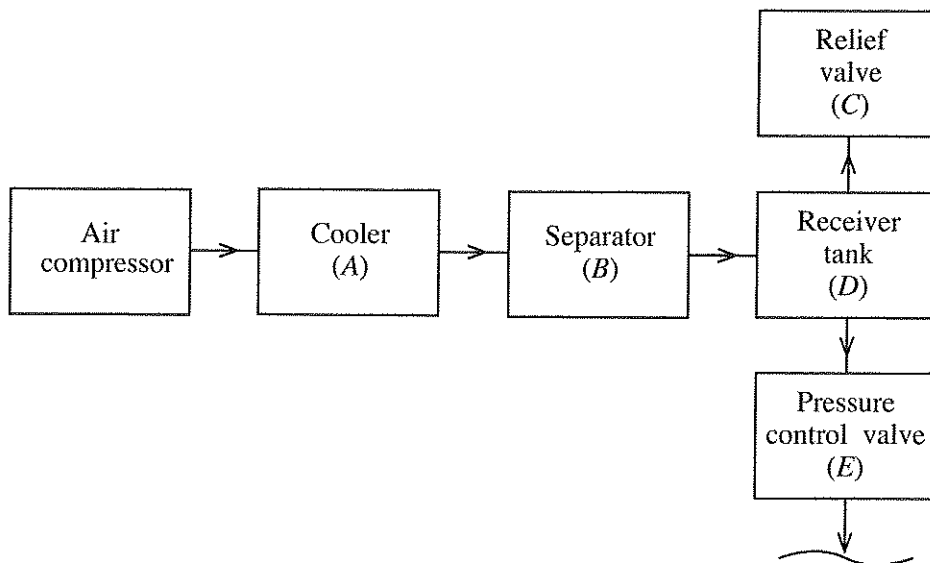 Relief
valve
(C)
Air
compressor
Cooler
(A)
Separator
(B)
Receiver
tank
(D)
Pressure
control valve
(E)